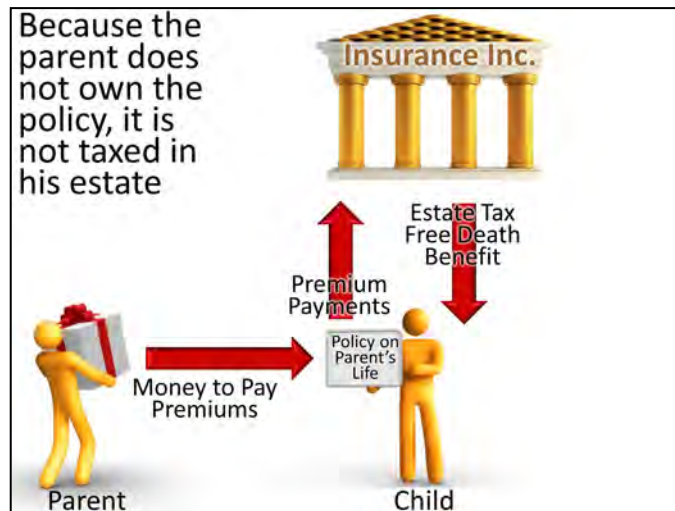 Because the
parent does
not own the
policy, it is
not taxed in
his estate
Insurance Inc.
Estate Tax
Free Death
Benefit
Premium
Payments
Policy on
Parent's
Life
Money to Pay
Premiums
Parent
Child